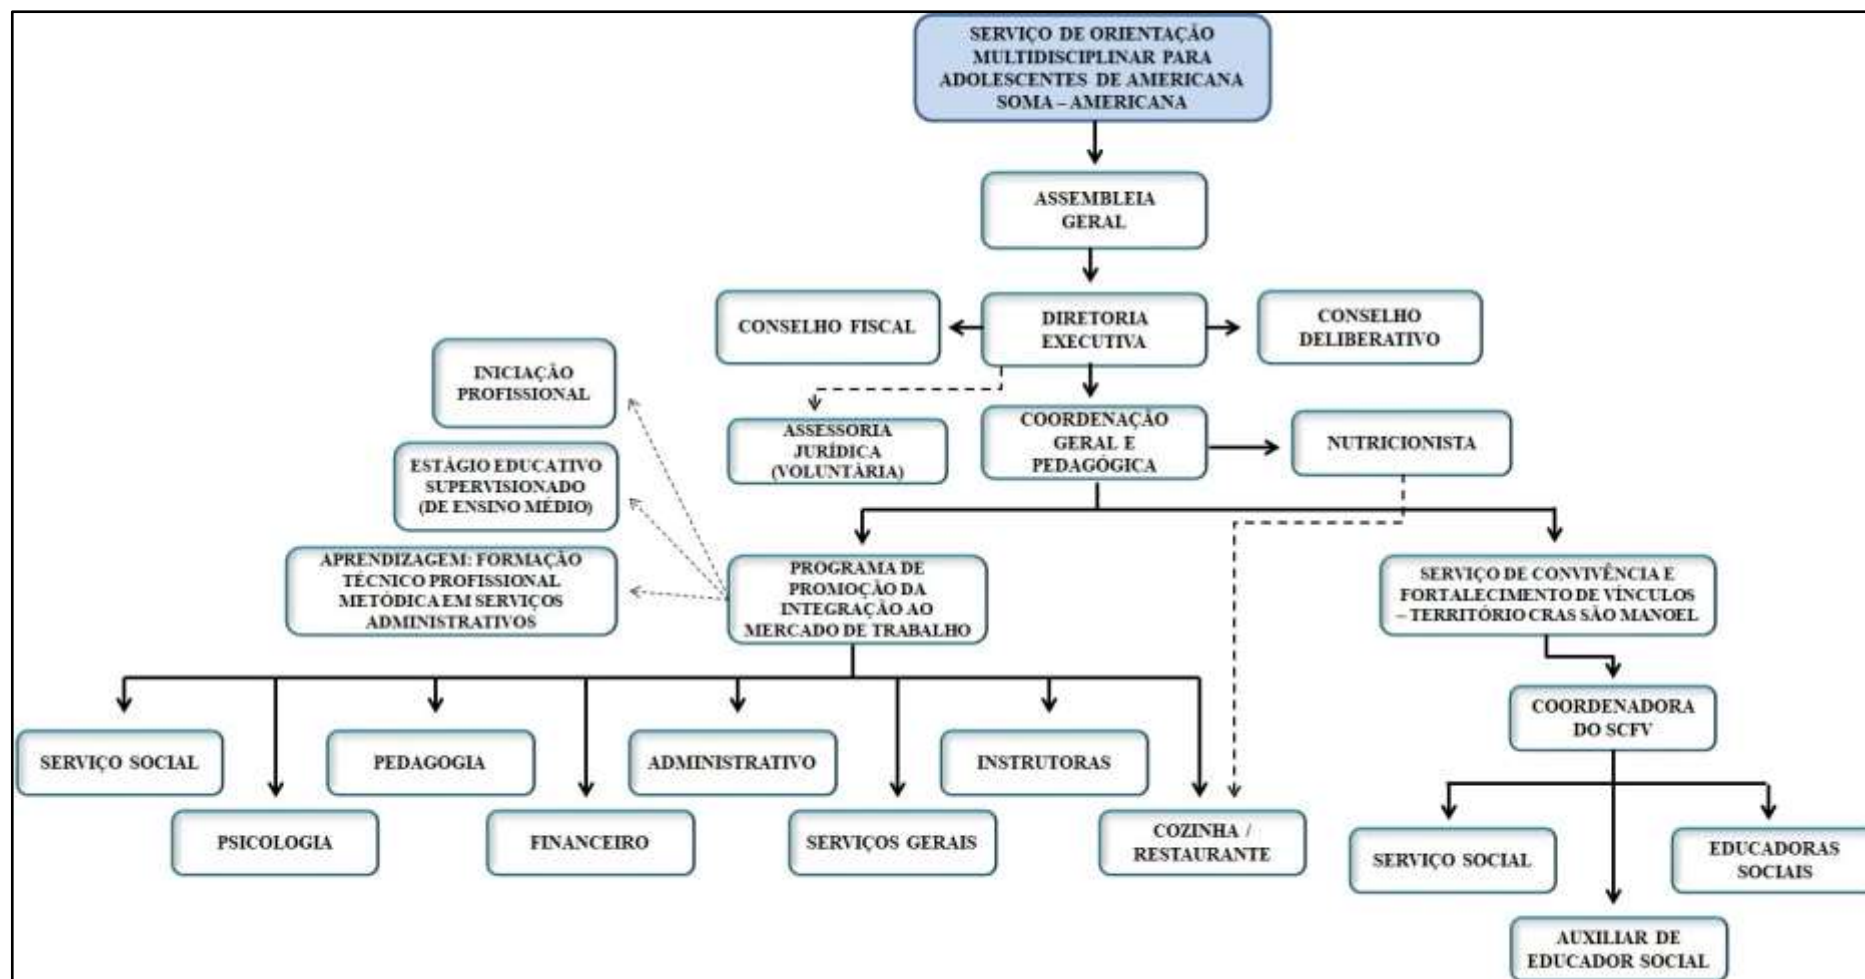 SERVIÇO DE ORIENTAÇÃO
MULTIDISCIPLINAR PARA
ADOLESCENTES DE AMERICANA
SOMA – AMERICANA
ASSEMBLEIA
GERAL
CONSELHO FISCAL
DIRETORIA
EXECUTIVA
CONSELHO
DELIBERATIVO
INICIAÇÃO
PROFISSIONAL
ASSESSORIA
JURÍDICA
(VOLUNTÁRIA)
COORDENAÇÃO
GERAL E
PEDAGÓGICA
NUTRICIONISTA
ESTÁGIO EDUCATIVO
SUPERVISIONADO
(DE ENSINO MÉDIO)
APRENDIZAGEM: FORMAÇÃO
TÉCNICO PROFISSIONAL
METÓDICA EM SERVIÇOS
ADMINISTRATIVOS
PROGRAMA DE
PROMOÇÃO DA
INTEGRAÇÃO AO
MERCADO DE TRABALHO
SERVIÇO DE CONVIVÊNCIA E
FORTALECIMENTO DE VÍNCULOS
– TERRITÓRIO CRAS SÃO MANOEL
COORDENADORA
DO SCFV
SERVIÇO SOCIAL
PEDAGOGIA
ADMINISTRATIVO
INSTRUTORAS
PSICOLOGIA
FINANCEIRO
SERVIÇOS GERAIS
COZINHA /
RESTAURANTE
SERVIÇO SOCIAL
EDUCADORAS
SOCIAIS
AUXILIAR DE
EDUCADOR SOCIAL